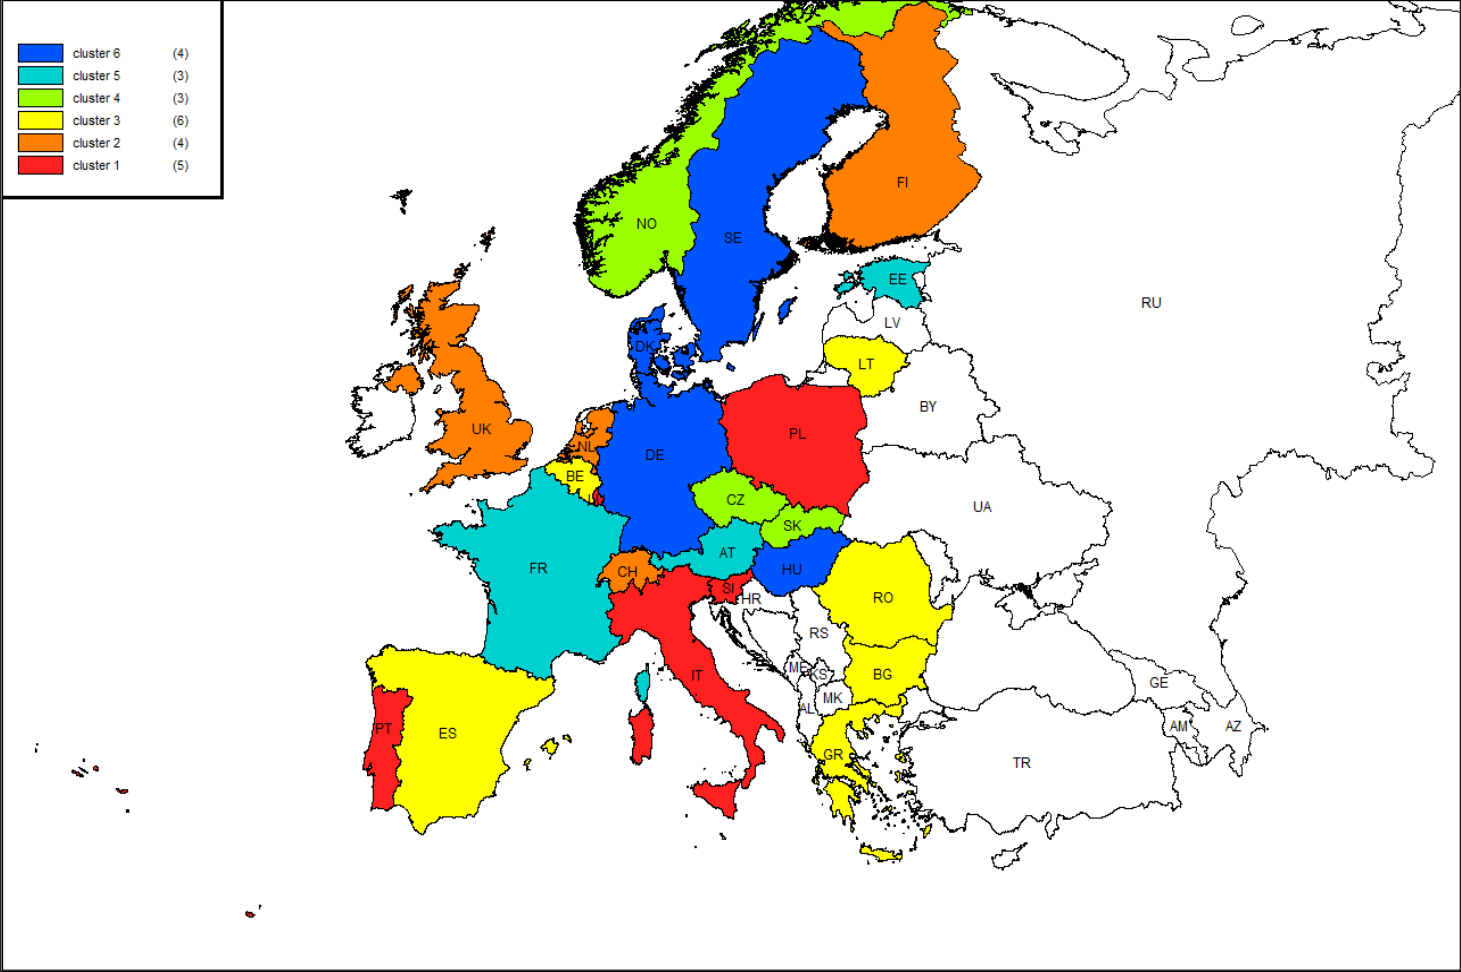 cluster 6 (4)
cluster 5 (3)
cluster 4 (3)
cluster 3 (6)
cluster 2 (4)
cluster 1 (5)
FI
NO
SE
EE
RU
LV
DK
LT
BY
UK
PL
NL
DE
BE
CZ
UA
SK
AT
FR
CH
HU
SI
HR
RO
RS
ME
KS
IT
BG
GE
MK
AL
PT
ES
AM
AZ
GR
TR